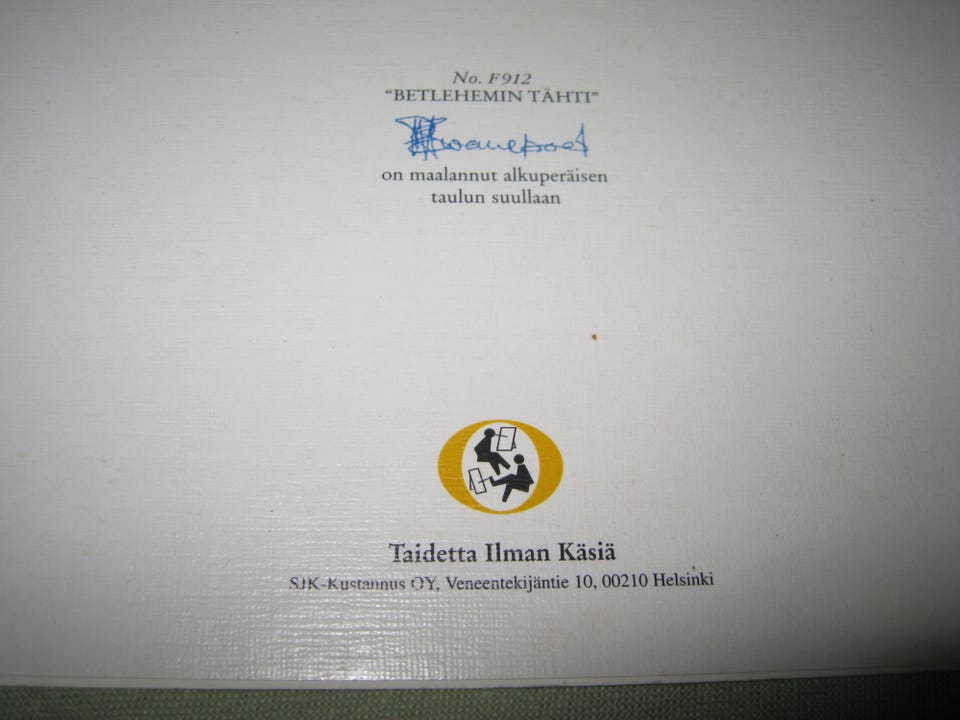 No. F912
“BETLEHEMIN TÄHTI”
on maalannut alkuperäisen
taulun suullaan
Taidetta Ilman Käsiä
SJK-Kustannus OY, Veneentekijäntie 10, 00210 Helsinki